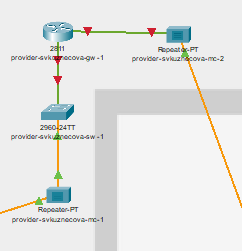 2811
provider-svkuznecova-gw-1
Repeater-PT
provider-svkuznecova-mc-2
2960-24TT
provider-svkuznecova-sw-1
Repeater-PT
provider-svkuznecova-mc-1